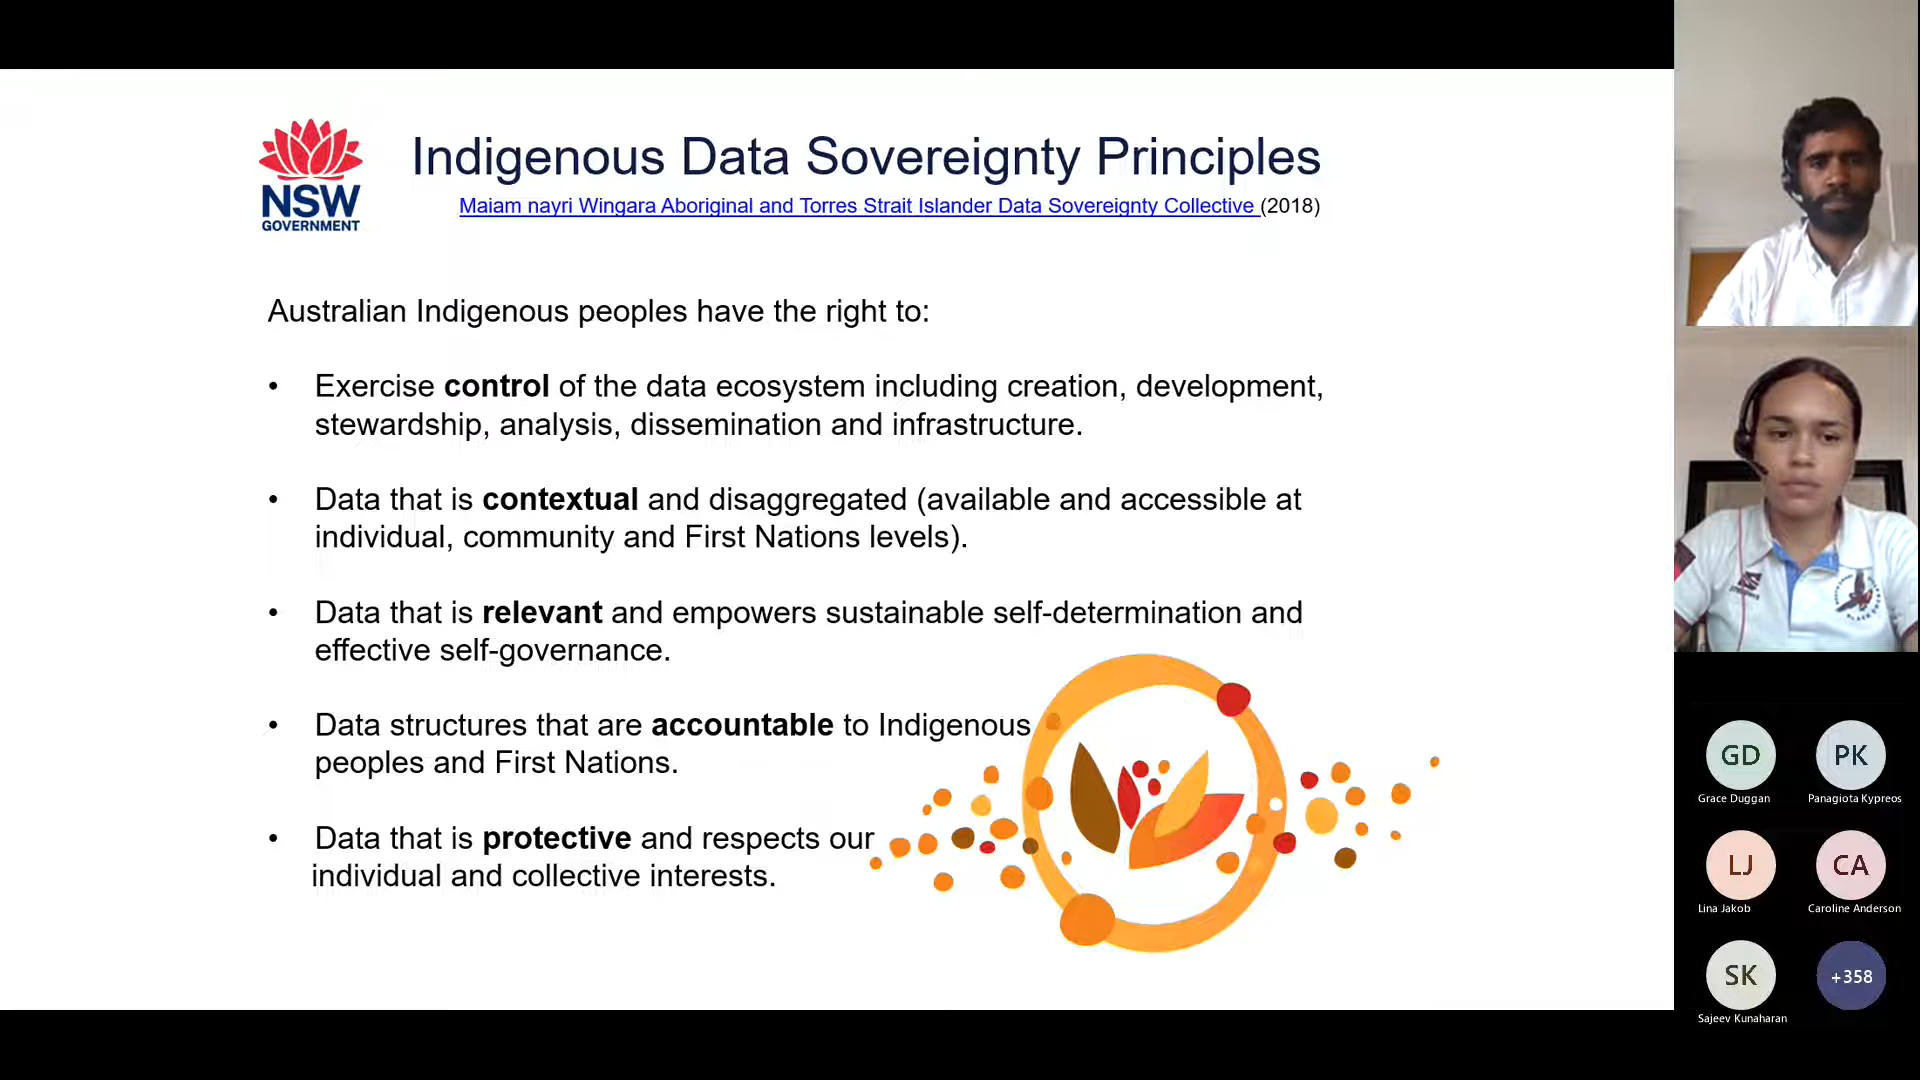 NSW
GOVERNMENT
Indigenous Data Sovereignty Principles
Maiam nayri Wingara Aboriginal and Torres Strait Islander Data Sovereignty Collective (2018)
Australian Indigenous peoples have the right to:
• Exercise control of the data ecosystem including creation, development,
stewardship, analysis, dissemination and infrastructure.
• Data that is contextual and disaggregated (available and accessible at
individual, community and First Nations levels).
• Data that is relevant and empowers sustainable self-determination and
effective self-governance.
• Data structures that are accountable to Indigenous
peoples and First Nations.
• Data that is protective and respects our
individual and collective interests.
GD
Grace Duggan
PK
Panagiota Kypreos
LJ
Lina Jakob
CA
Caroline Anderson
SK
Sajeev Kunaharan
+358